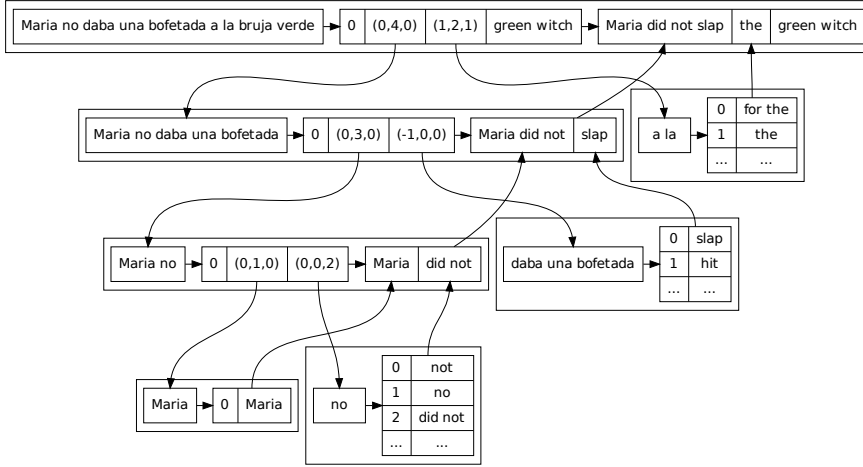 Maria no daba una bofetada a la bruja verde 0 (0,4,0) (1,2,1) green witch Maria did not slap the green witch
Maria no daba una bofetada 0 (0,3,0) (-1,0,0) Maria did not slap
a la
0 for the
1 the
... ...
Maria no 0 (0,1,0) (0,0,2) Maria did not
daba una bofetada
0 slap
1 hit
... ...
Maria 0 Maria
no
0 not
1 no
2 did not
... ...